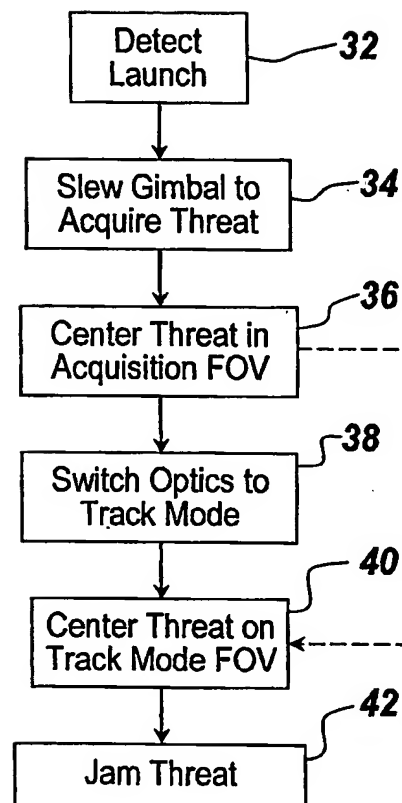 Detect
Launch
32
Slew Gimbal to
Acquire Threat
34
Center Threat in
Acquisition FOV
36
Switch Optics to
Track Mode
38
Center Threat on
Track Mode FOV
40
Jam Threat
42